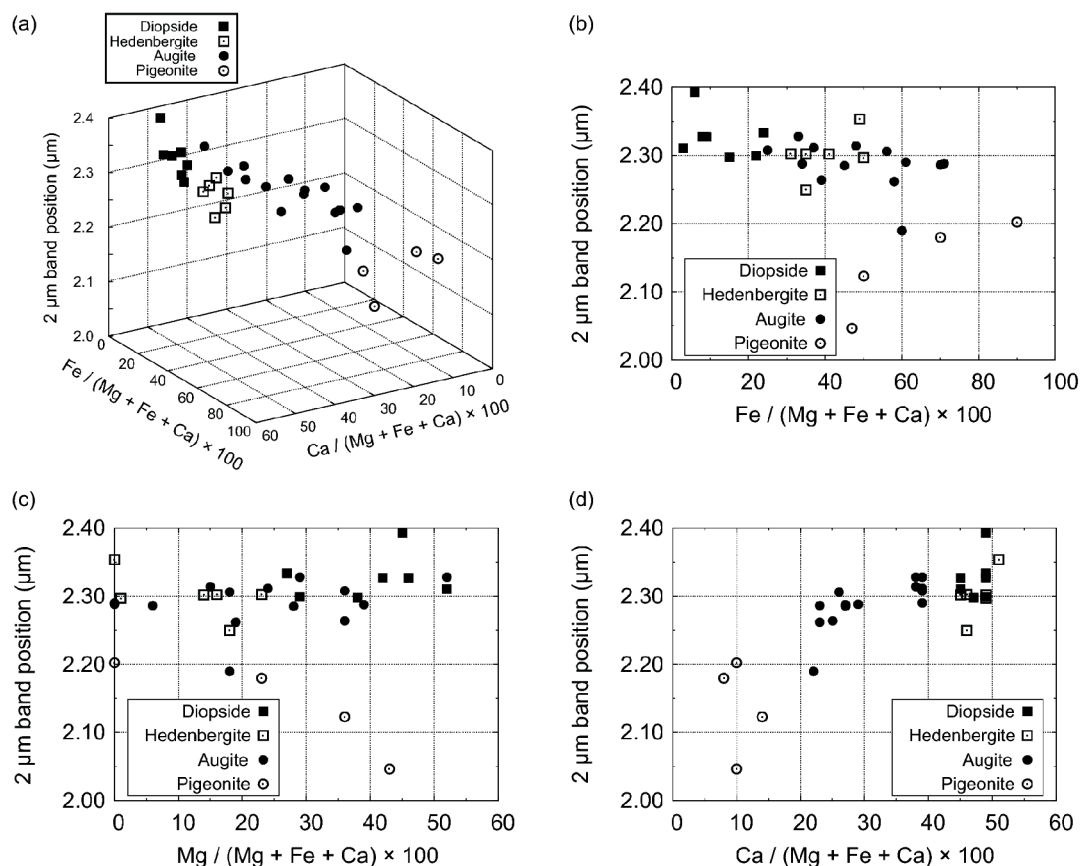 (a)
Diopside
Hedenbergite
Augite
Pigeonite
2 μm band position (μm)
2.4
2.3
2.2
2.1
2.0
0
20
40
60
80
100
Fe / (Mg + Fe + Ca) × 100
60
50
40
30
20
10
0
Ca / (Mg + Fe + Ca) × 100
(b)
2 μm band position (μm)
2.40
2.30
2.20
2.10
2.00
Diopside
Hedenbergite
Augite
Pigeonite
0 20 40 60 80 100
Fe / (Mg + Fe + Ca) × 100
(c)
2 μm band position (μm)
2.40
2.30
2.20
2.10
2.00
Diopside
Hedenbergite
Augite
Pigeonite
0 10 20 30 40 50 60
Mg / (Mg + Fe + Ca) × 100
(d)
2 μm band position (μm)
2.40
2.30
2.20
2.10
2.00
Diopside
Hedenbergite
Augite
Pigeonite
0 10 20 30 40 50 60
Ca / (Mg + Fe + Ca) × 100